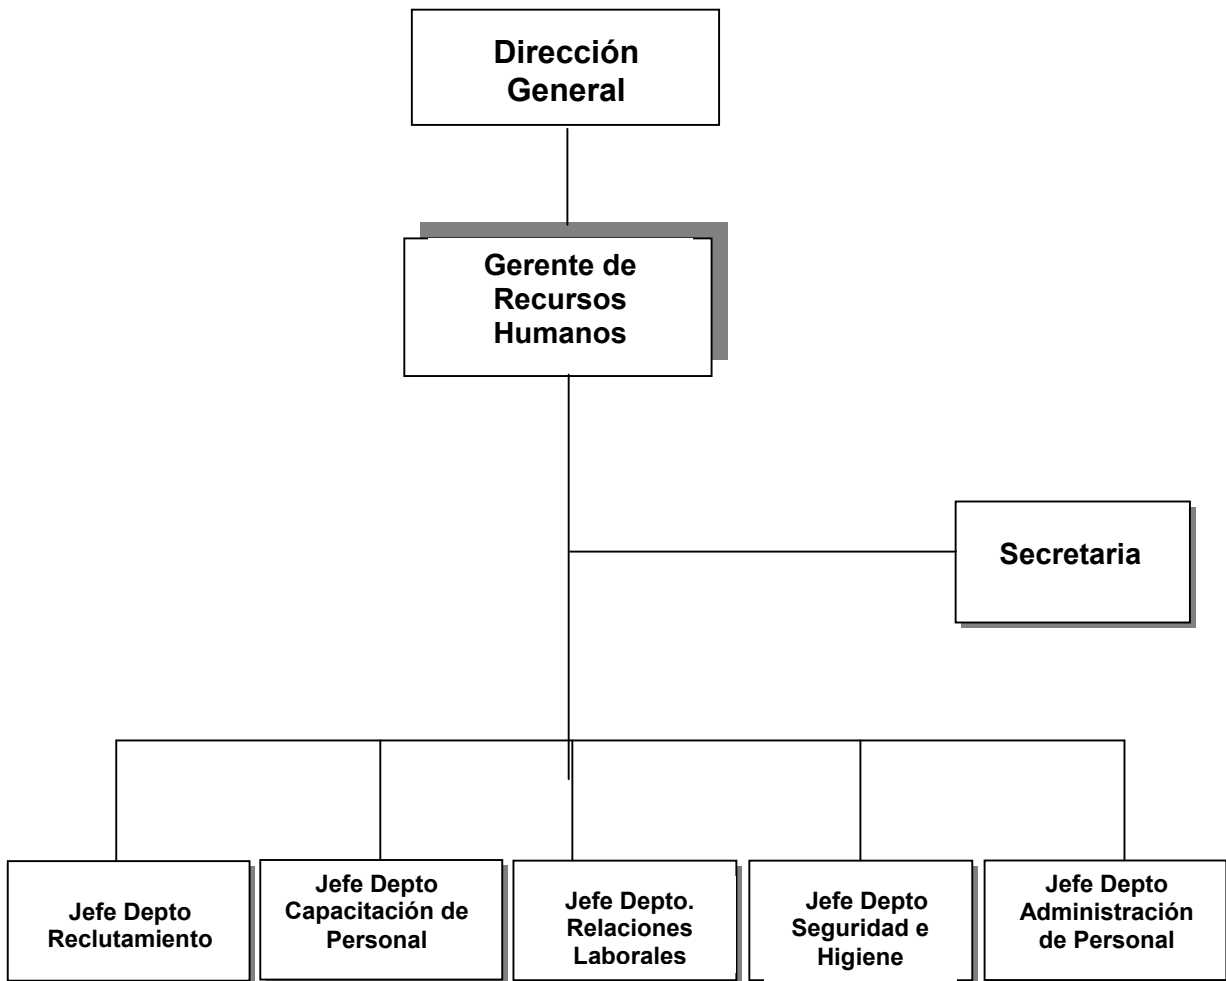 Dirección
General
Gerente de
Recursos
Humanos
Secretaria
Jefe Depto
Reclutamiento
Jefe Depto
Capacitación de
Personal
Jefe Depto.
Relaciones
Laborales
Jefe Depto
Seguridad e
Higiene
Jefe Depto
Administración
de Personal